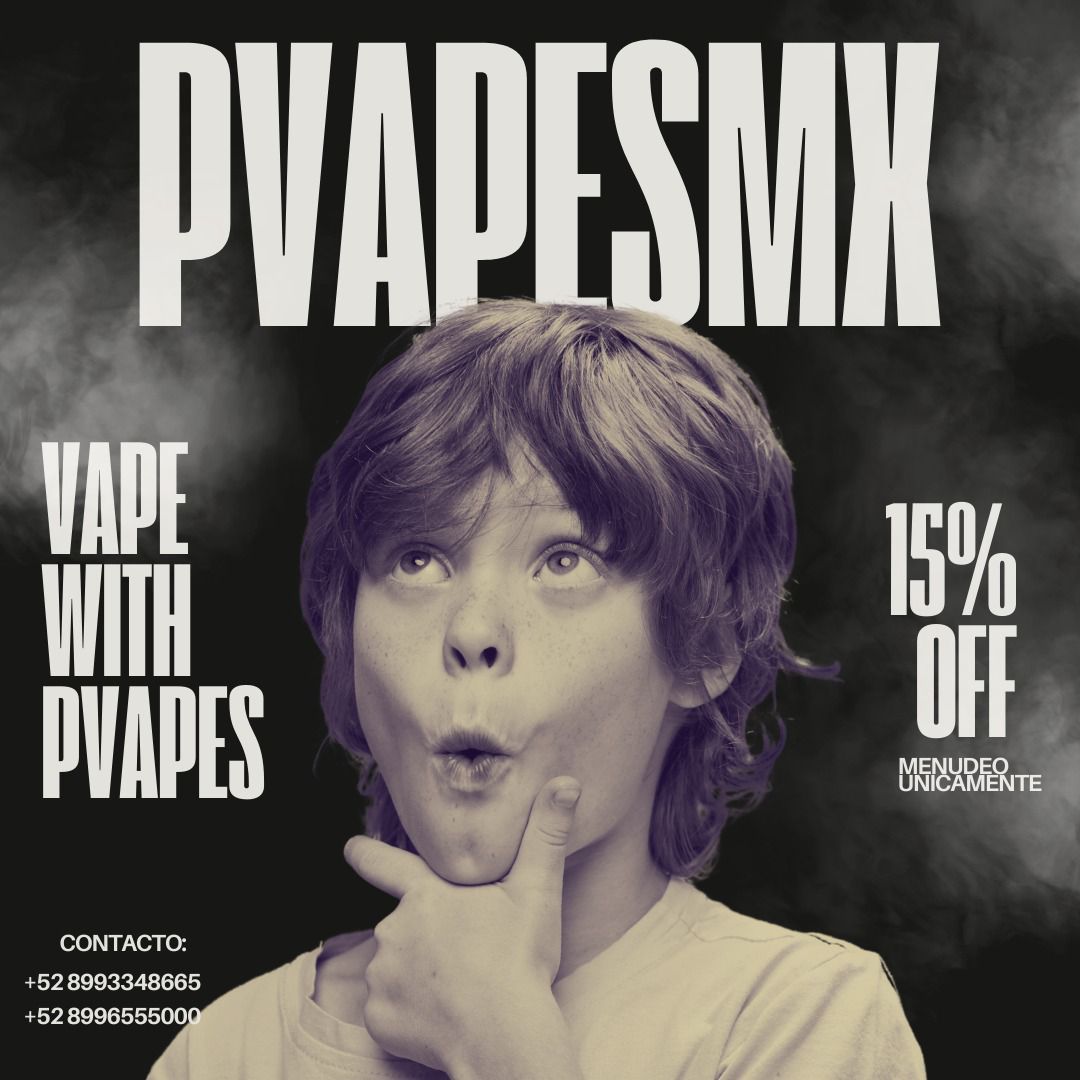 PVAPESMX
VAPE
WITH
PVAPES
15%
OFF
MENUDEO
UNICAMENTE
CONTACTO:
+52 8993348665
+52 8996555000